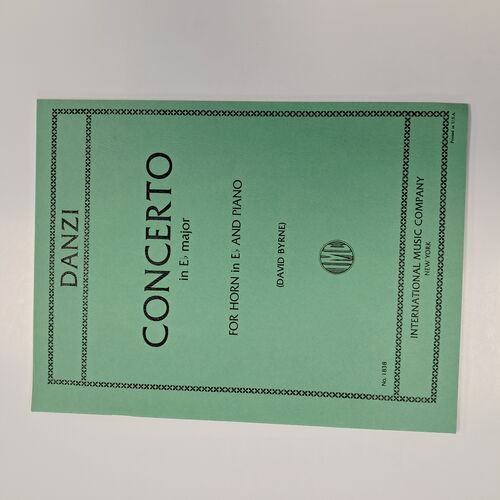 DANZI
CONCERTO
in E♭ major
FOR HORN in E♭ AND PIANO
(DAVID BYRNE)
IMC
No. 1838
INTERNATIONAL MUSIC COMPANY
NEW YORK
Printed in U.S.A.